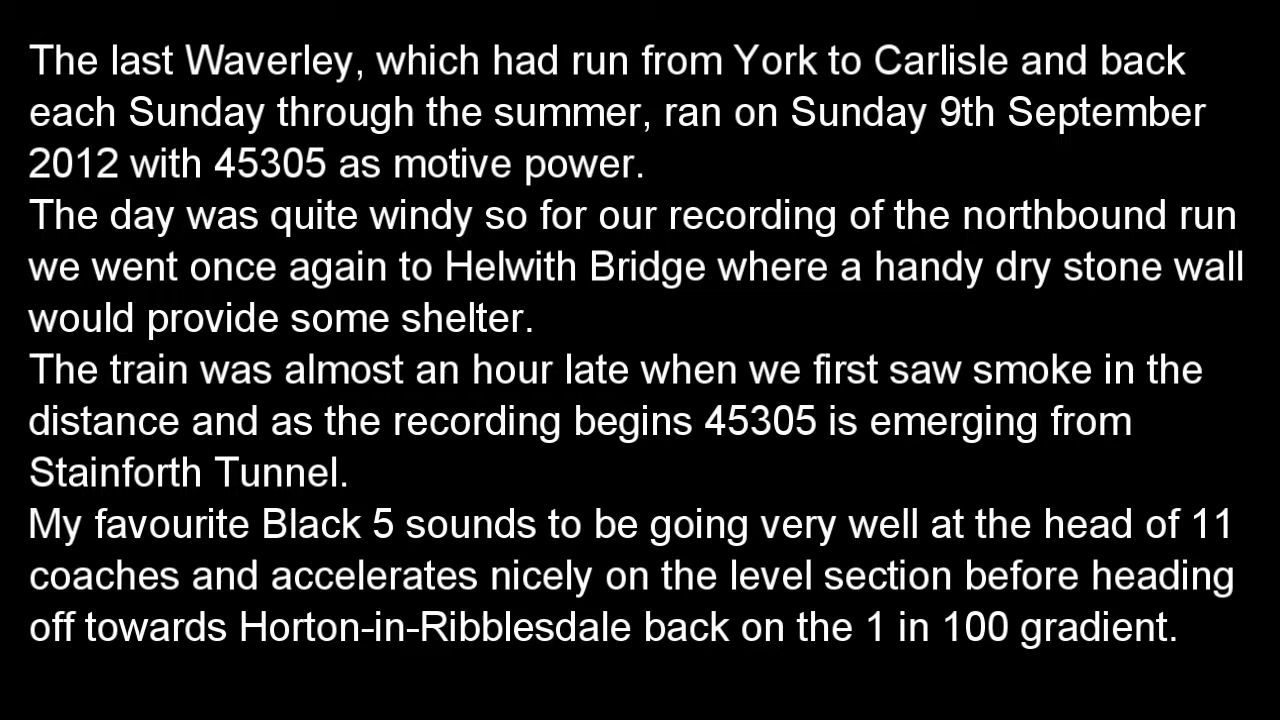 The last Waverley, which had run from York to Carlisle and back
each Sunday through the summer, ran on Sunday 9th September
2012 with 45305 as motive power.
The day was quite windy so for our recording of the northbound run
we went once again to Helwith Bridge where a handy dry stone wall
would provide some shelter.
The train was almost an hour late when we first saw smoke in the
distance and as the recording begins 45305 is emerging from
Stainforth Tunnel.
My favourite Black 5 sounds to be going very well at the head of 11
coaches and accelerates nicely on the level section before heading
off towards Horton-in-Ribblesdale back on the 1 in 100 gradient.